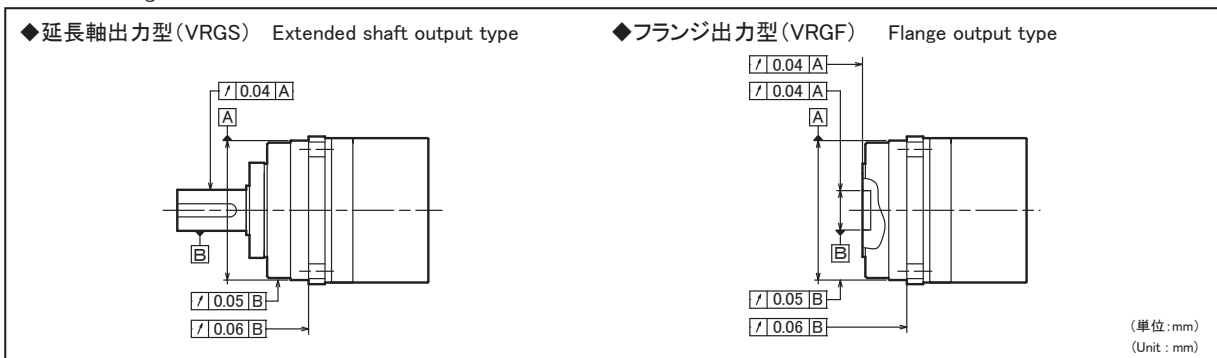 ◆延長軸出力型(VRGS) Extended shaft output type
↗ 0.04 A
A
B
↗ 0.05 B
↗ 0.06 B
◆フランジ出力型(VRGF) Flange output type
↗ 0.04 A
↗ 0.04 A
A
B
↗ 0.05 B
↗ 0.06 B
(単位:mm)
(Unit : mm)